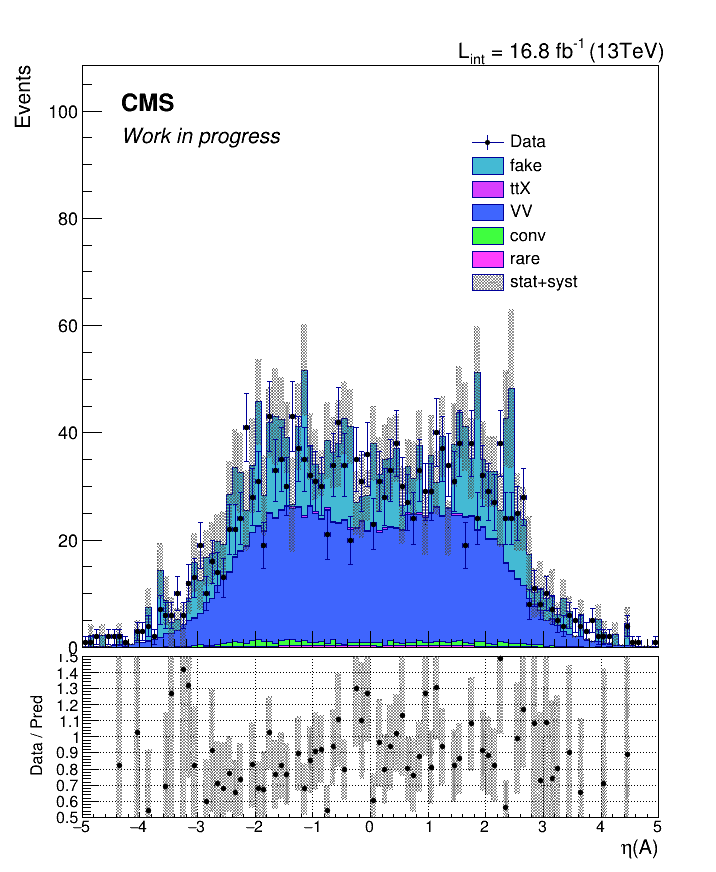 L_int = 16.8 fb^-1 (13TeV)
Events
CMS
Work in progress
Data
fake
ttX
VV
conv
rare
stat+syst
100
80
60
40
20
0
Data / Pred
1.5
1.4
1.3
1.2
1.1
1
0.9
0.8
0.7
0.6
0.5
−5 −4 −3 −2 −1 0 1 2 3 4 5
η(A)